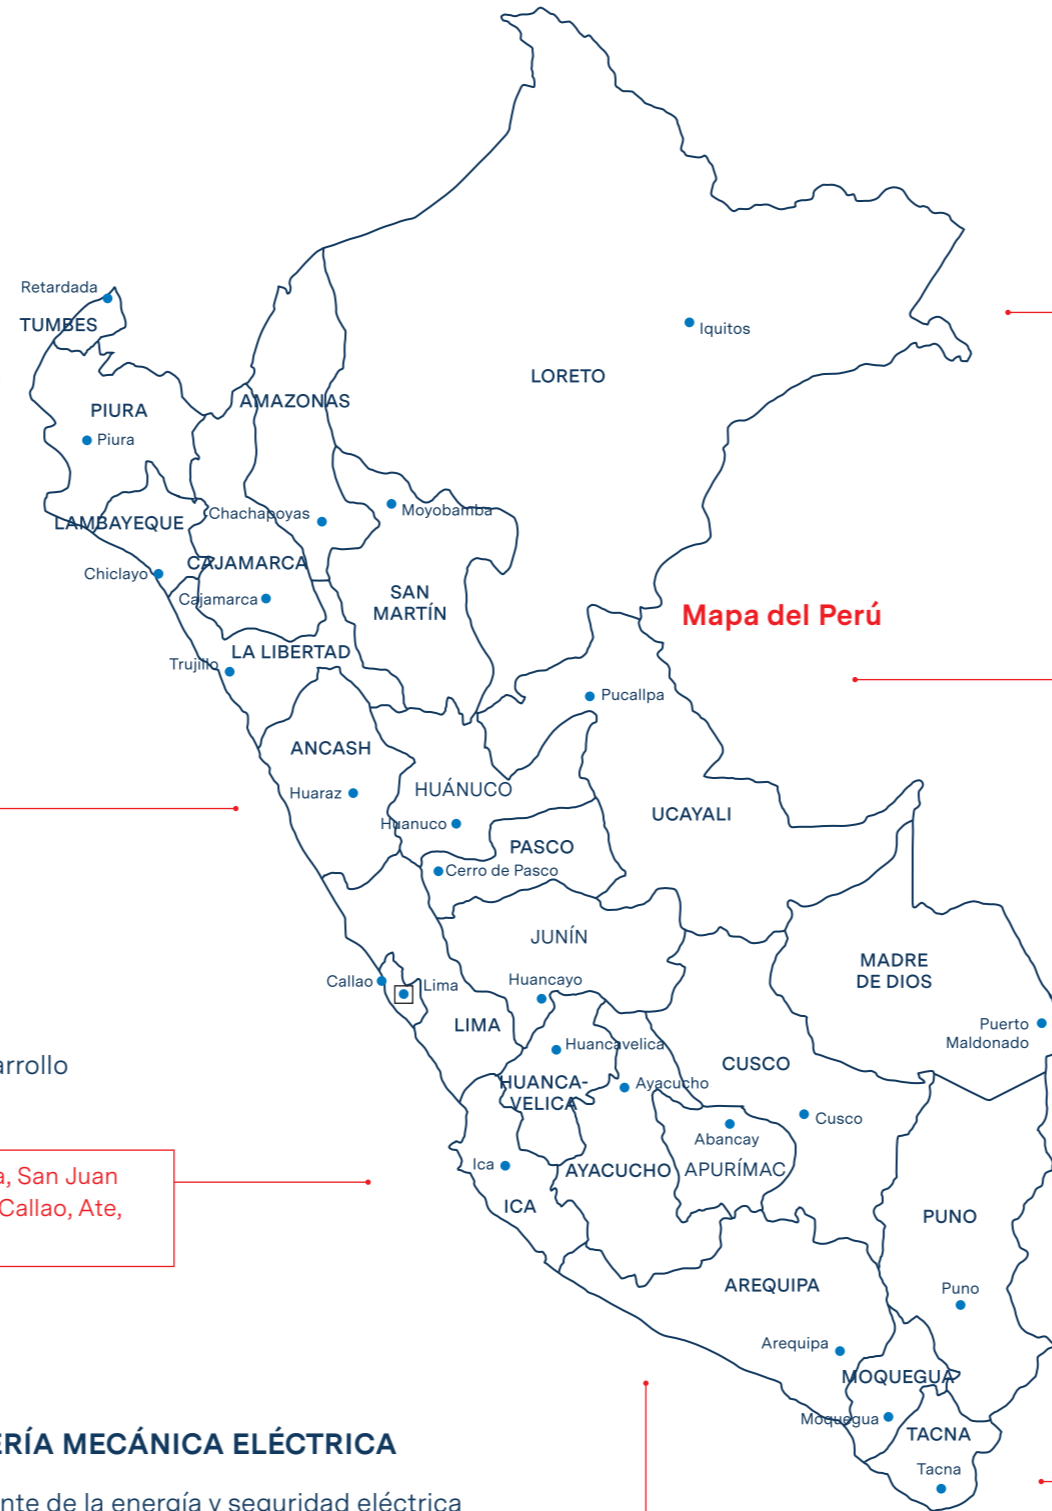 Retardada
TUMBES
Iquitos
LORETO
AMAZONAS
PIURA
Piura
Moyobamba
Chachapoyas
LAMBAYEQUE
CAJAMARCA
Chiclayo
Cajamarca
SAN
MARTÍN
Mapa del Perú
LA LIBERTAD
Trujillo
Pucallpa
ANCASH
Huaraz
HUÁNUCO
UCAYALI
Huanuco
PASCO
Cerro de Pasco
JUNÍN
MADRE
DE DIOS
Callao
Lima
Huancayo
LIMA
Puerto
Maldonado
Huancavelica
CUSCO
arrollo
HUANCA-
VELICA
Ayacucho
Cusco
Abancay
Ica
AYACUCHO
APURÍMAC
a, San Juan
Callao, Ate,
ICA
PUNO
AREQUIPA
Puno
Arequipa
MOQUEGUA
Moquegua
TACNA
Tacna
ERÍA MECÁNICA ELÉCTRICA
nte de la energía y seguridad eléctrica